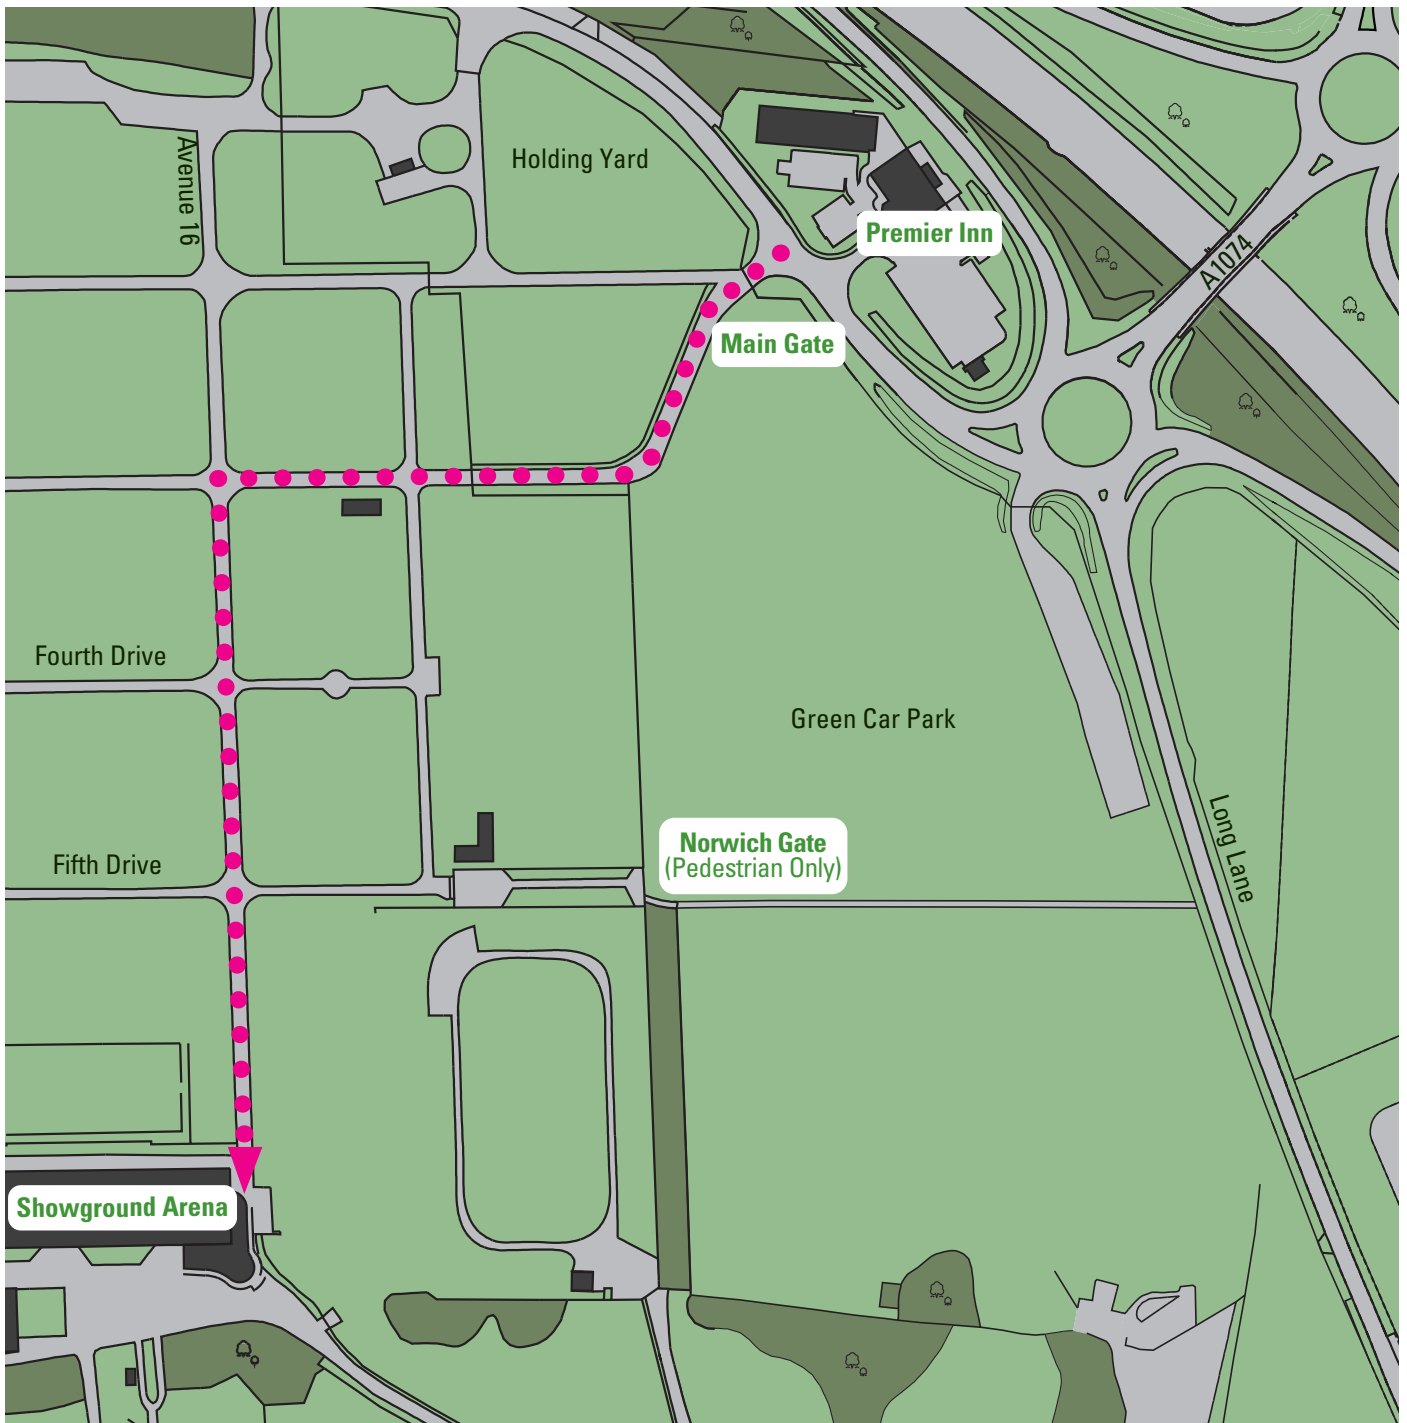 Avenue 16
Holding Yard
Premier Inn
A1074
Main Gate
Fourth Drive
Green Car Park
Fifth Drive
Norwich Gate
(Pedestrian Only)
Long Lane
Showground Arena